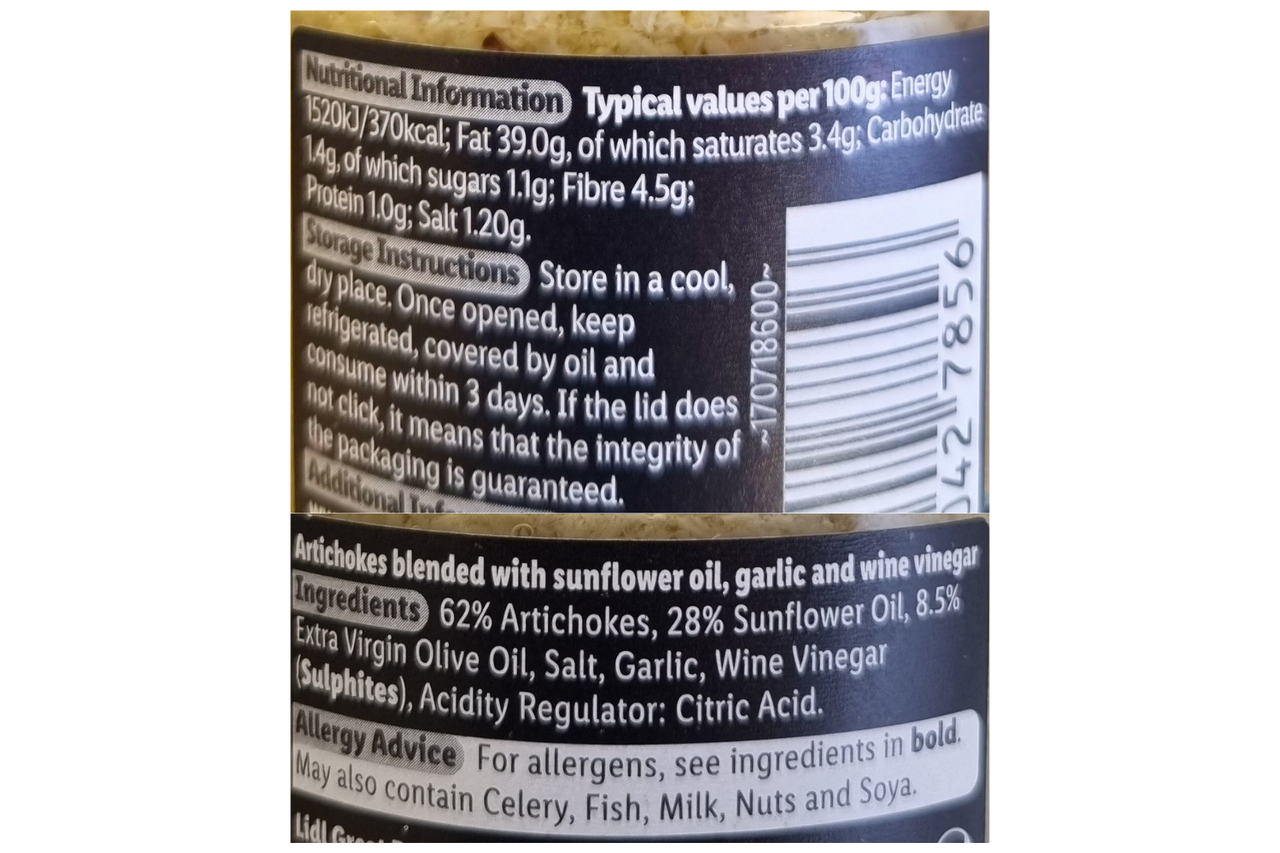 Nutritional Information Typical values per 100g: Energy
1520kJ/370kcal; Fat 39.0g, of which saturates 3.4g; Carbohydrate
1.4g, of which sugars 1.1g; Fibre 4.5g;
Protein 1.0g; Salt 1.20g.
Storage Instructions Store in a cool,
dry place. Once opened, keep
refrigerated, covered by oil and
consume within 3 days. If the lid does
not click, it means that the integrity of
the packaging is guaranteed.
Additional
~170718600~
042 7856
Artichokes blended with sunflower oil, garlic and wine vinegar
Ingredients 62% Artichokes, 28% Sunflower Oil, 8.5%
Extra Virgin Olive Oil, Salt, Garlic, Wine Vinegar
(Sulphites), Acidity Regulator: Citric Acid.
Allergy Advice For allergens, see ingredients in bold.
May also contain Celery, Fish, Milk, Nuts and Soya.
Lidl